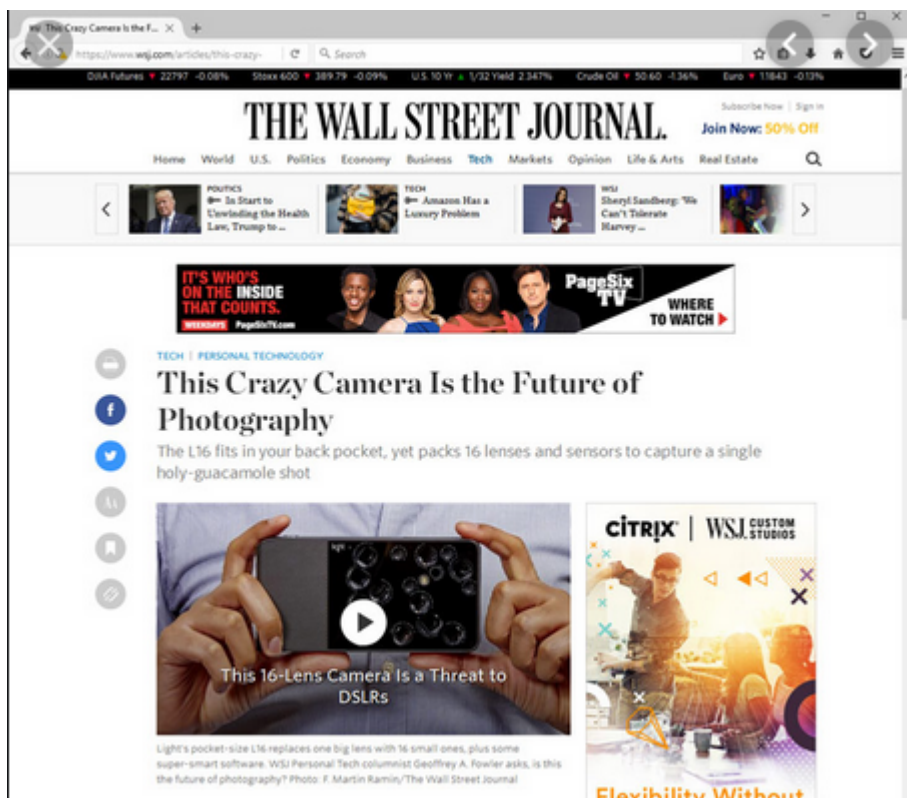 WSJ This Crazy Camera Is the F...
https://www.wsj.com/articles/this-crazy-
Search
DJIA Futures ▼ 22797 -0.08% Stoxx 600 ▼ 389.79 -0.09% U.S. 10 Yr ▲ 1/32 Yield 2.347% Crude Oil ▼ 50.60 -1.36% Euro ▼ 1.1843 -0.13%
THE WALL STREET JOURNAL.
Subscribe Now | Sign In
Join Now: 50% Off
Home World U.S. Politics Economy Business Tech Markets Opinion Life & Arts Real Estate
POLITICS
In Start to
Unwinding the Health
Law, Trump to ...
TECH
Amazon Has a
Luxury Problem
WSJ
Sheryl Sandberg: 'We
Can't Tolerate
Harvey ...
IT'S WHO'S
ON THE INSIDE
THAT COUNTS.
WEEKDAYS PageSixTV.com
PageSix
TV
WHERE
TO WATCH
TECH | PERSONAL TECHNOLOGY
This Crazy Camera Is the Future of
Photography
The L16 fits in your back pocket, yet packs 16 lenses and sensors to capture a single
holy-guacamole shot
light
This 16-Lens Camera Is a Threat to
DSLRs
Light's pocket-size L16 replaces one big lens with 16 small ones, plus some
super-smart software. WSJ Personal Tech columnist Geoffrey A. Fowler asks, is this
the future of photography? Photo: F. Martin Ramin/The Wall Street Journal
CITRIX | WSJ. CUSTOM
STUDIOS
Flexibility Without